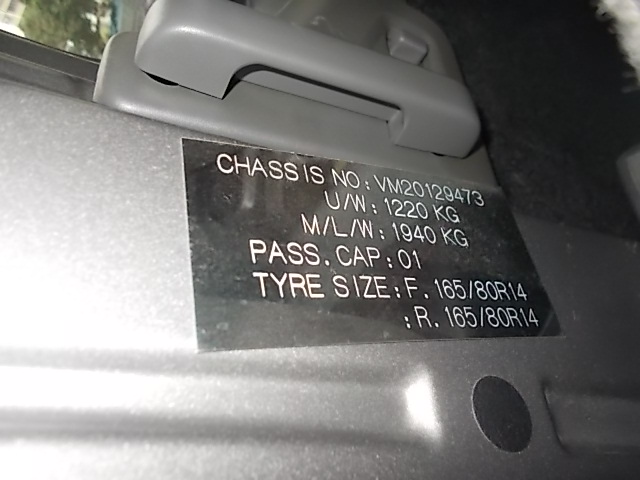 CHASSIS NO: VM20129473
U/W: 1220 KG
M/L/W: 1940 KG
PASS. CAP: 01
TYRE SIZE: F. 165/80R14
: R. 165/80R14